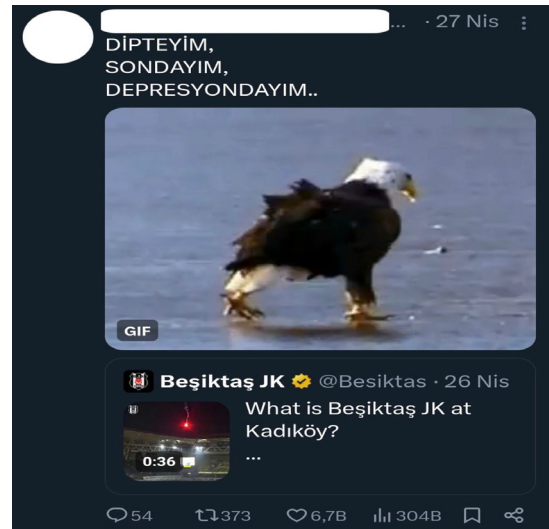 ... · 27 Nis
DİPTEYİM,
SONDAYIM,
DEPRESYONDAYIM..
GIF
Beşiktaş JK @Besiktas · 26 Nis
What is Beşiktaş JK at
Kadıköy?
...
0:36
54 373 6,7B 304B